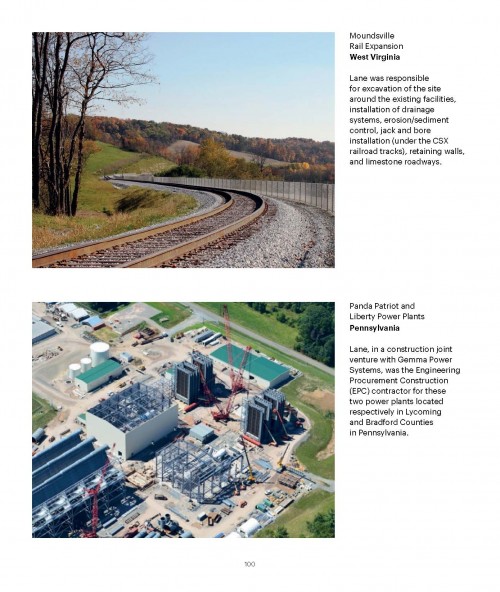 Moundsville
Rail Expansion
West Virginia
Lane was responsible
for excavation of the site
around the existing facilities,
installation of drainage
systems, erosion/sediment
control, jack and bore
installation (under the CSX
railroad tracks), retaining walls,
and limestone roadways.
Panda Patriot and
Liberty Power Plants
Pennsylvania
Lane, in a construction joint
venture with Gemma Power
Systems, was the Engineering
Procurement Construction
(EPC) contractor for these
two power plants located
respectively in Lycoming
and Bradford Counties
in Pennsylvania.
100